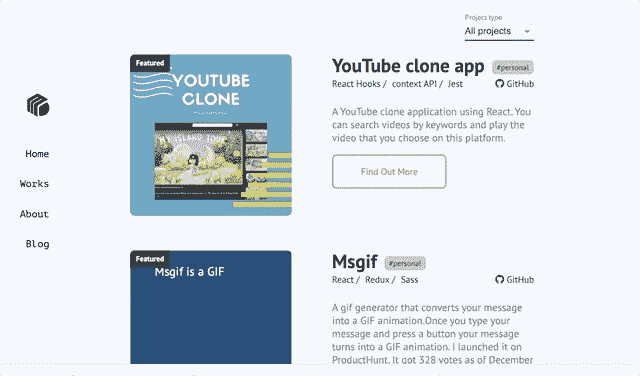 Project type
All projects
Featured
YOUTUBE
CLONE
YouTube clone app #personal
React Hooks / context API / Jest GitHub
A YouTube clone application using React. You
can search videos by keywords and play the
video that you choose on this platform.
Find Out More
Home
Works
About
Blog
Featured
Msgif is a GIF
Msgif #personal
React / Redux / Sass GitHub
A gif generator that converts your message
into a GIF animation.Once you type your
message and press a button your message
turns into a GIF animation. I launched it on
ProductHunt. It got 328 votes as of December